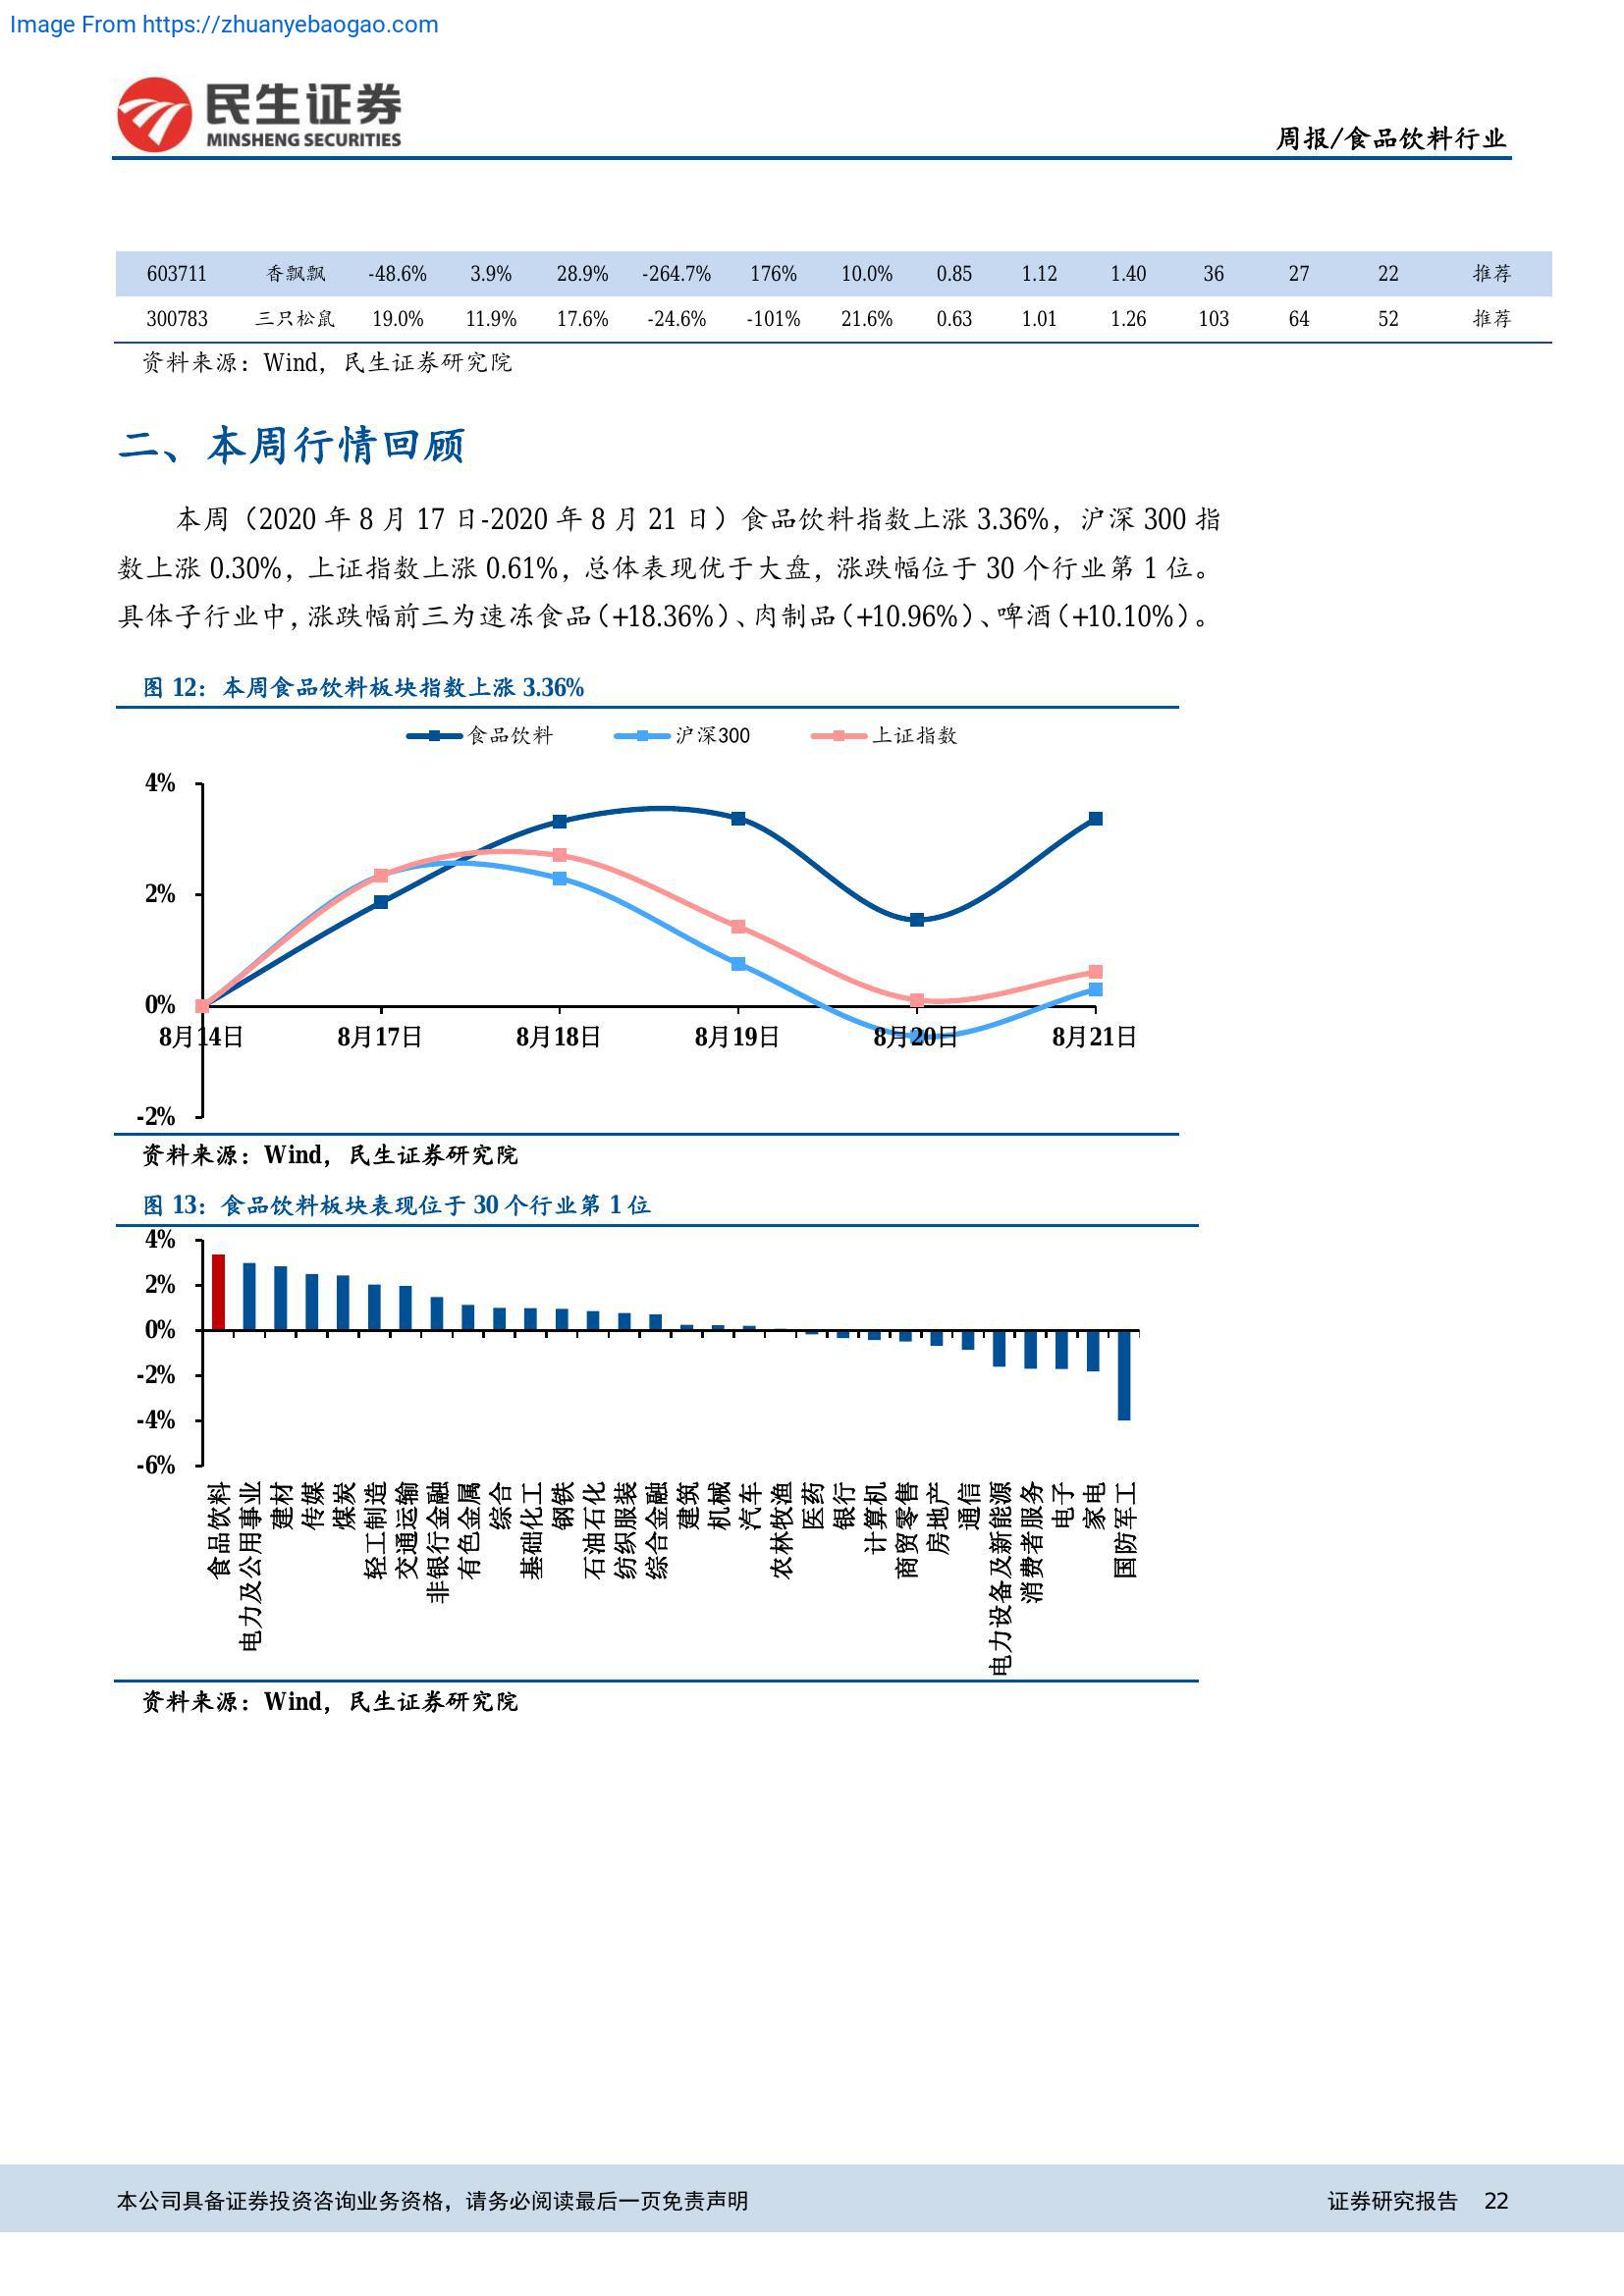 Image From https://zhuanyebaogao.com
民生证券
MINSHENG SECURITIES
周报/食品饮料行业
603711 香飘飘 -48.6% 3.9% 28.9% -264.7% 176% 10.0% 0.85 1.12 1.40 36 27 22 推荐
300783 三只松鼠 19.0% 11.9% 17.6% -24.6% -101% 21.6% 0.63 1.01 1.26 103 64 52 推荐
资料来源：Wind，民生证券研究院
二、本周行情回顾
本周（2020 年 8 月 17 日-2020 年 8 月 21 日）食品饮料指数上涨 3.36%，沪深 300 指
数上涨 0.30%，上证指数上涨 0.61%，总体表现优于大盘，涨跌幅位于 30 个行业第 1 位。
具体子行业中，涨跌幅前三为速冻食品（+18.36%）、肉制品（+10.96%）、啤酒（+10.10%）。
图 12：本周食品饮料板块指数上涨 3.36%
食品饮料 沪深300 上证指数
4%
2%
0%
8月14日 8月17日 8月18日 8月19日 8月20日 8月21日
-2%
资料来源：Wind，民生证券研究院
图 13：食品饮料板块表现位于 30 个行业第 1 位
4%
2%
0%
-2%
-4%
-6%
食品饮料
电力及公用事业
建材
传媒
煤炭
轻工制造
交通运输
非银行金融
有色金属
综合
基础化工
钢铁
石油石化
纺织服装
综合金融
建筑
机械
汽车
农林牧渔
医药
银行
计算机
商贸零售
房地产
通信
电力设备及新能源
消费者服务
电子
家电
国防军工
资料来源：Wind，民生证券研究院
本公司具备证券投资咨询业务资格，请务必阅读最后一页免责声明
证券研究报告 22